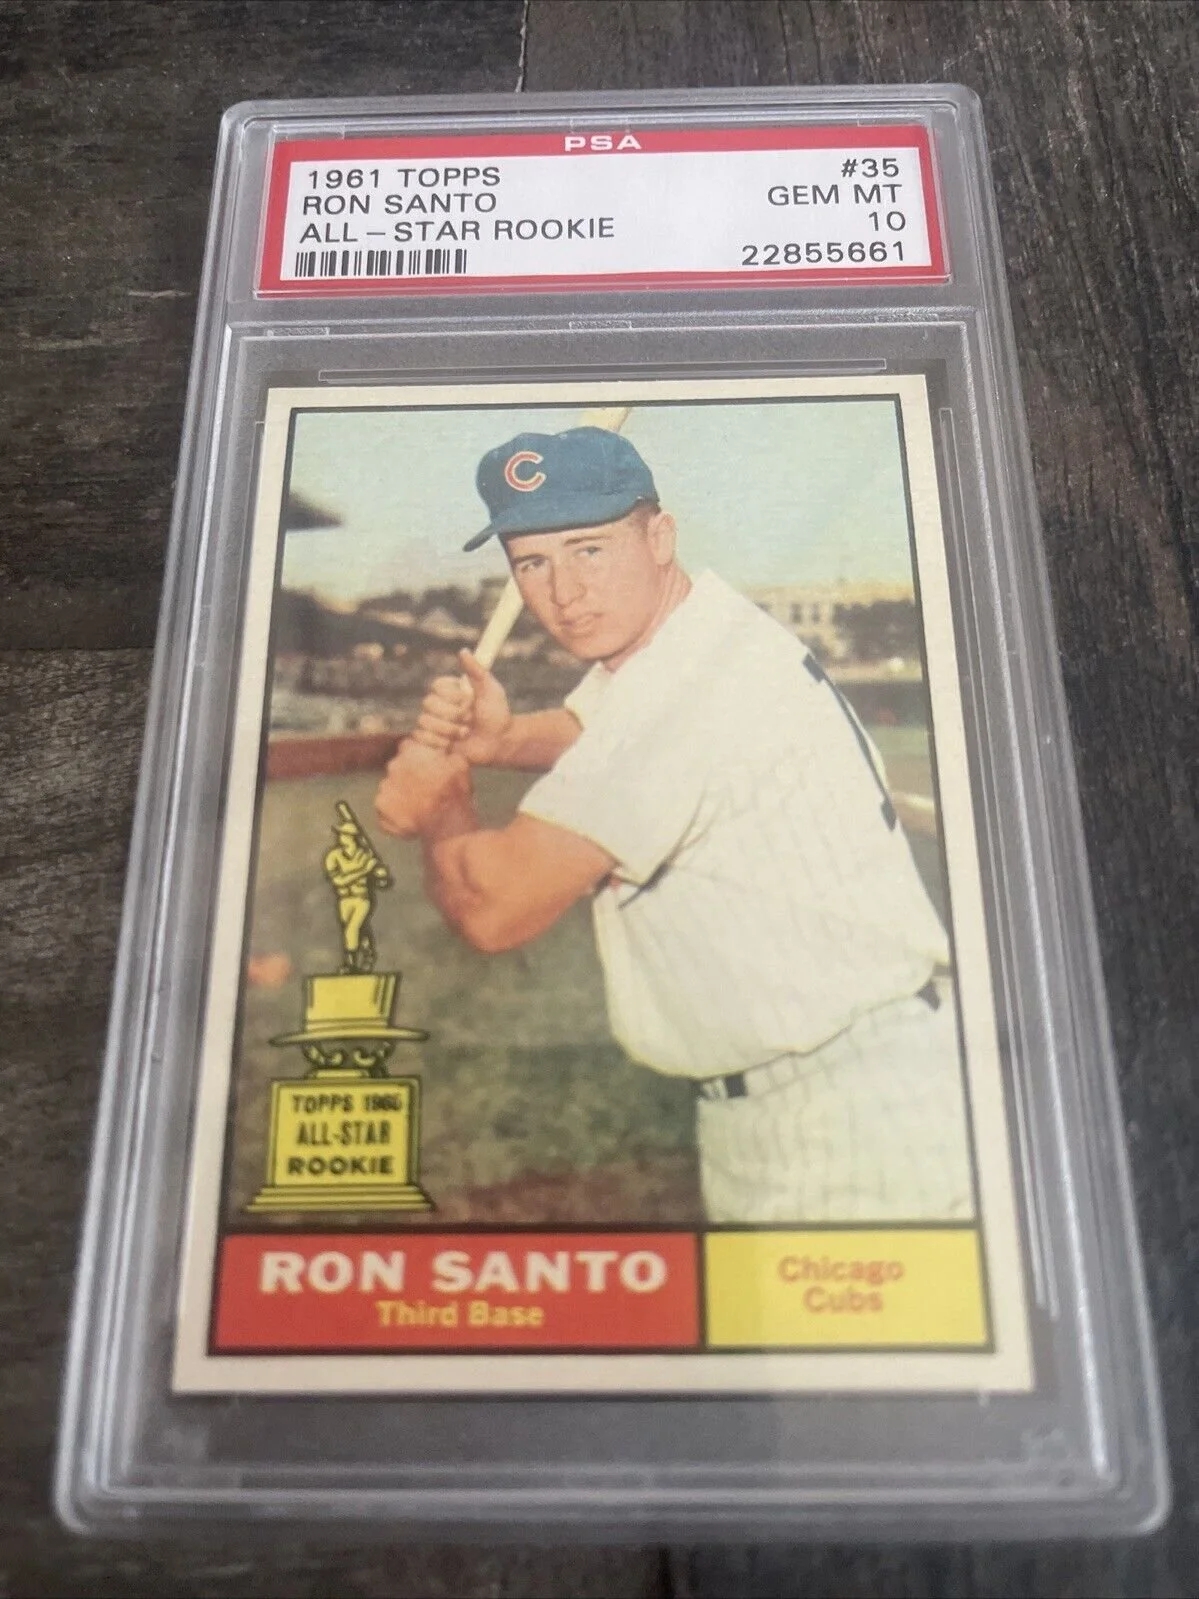 PSA
1961 TOPPS #35
RON SANTO GEM MT
ALL-STAR ROOKIE 10
22855661
C
TOPPS 1960
ALL-STAR
ROOKIE
RON SANTO
Third Base
Chicago
Cubs